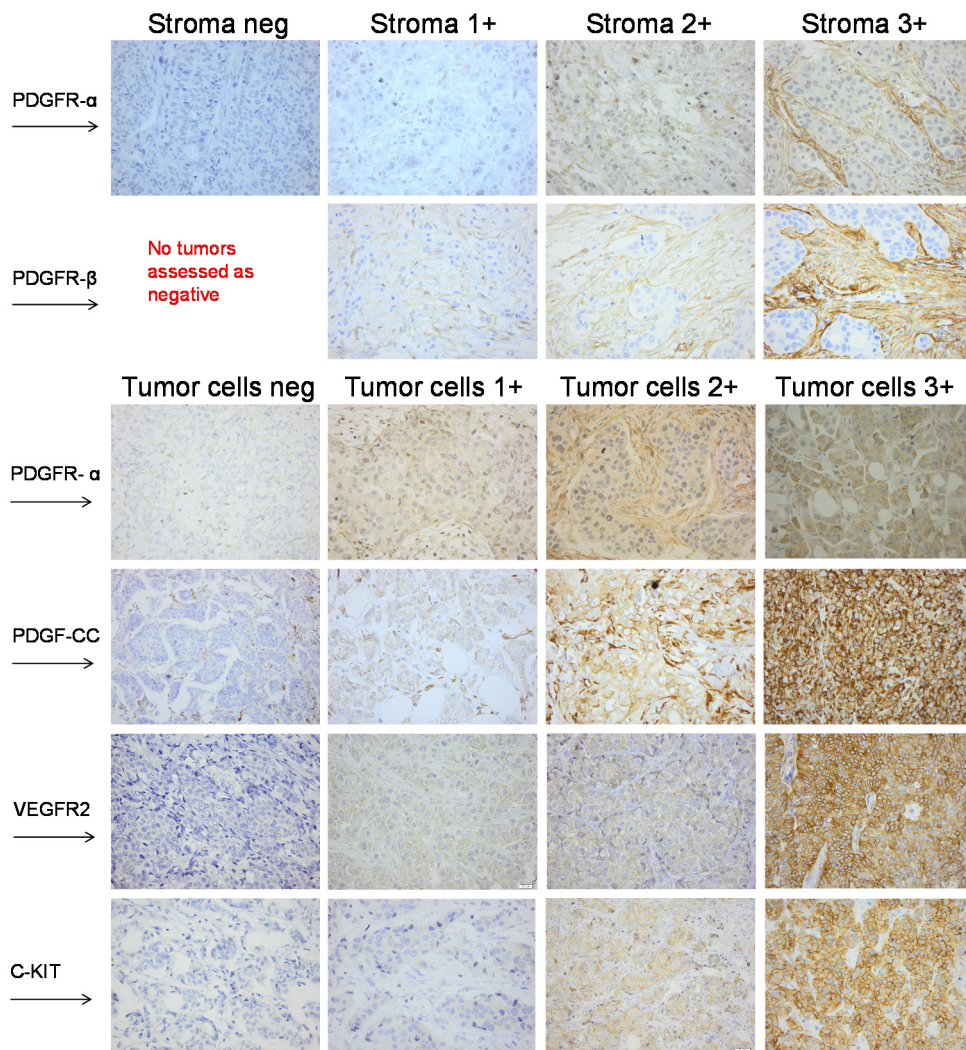 Stroma neg Stroma 1+ Stroma 2+ Stroma 3+
PDGFR-α
No tumors
assessed as
negative
PDGFR-β
Tumor cells neg Tumor cells 1+ Tumor cells 2+ Tumor cells 3+
PDGFR- α
PDGF-CC
VEGFR2
C-KIT